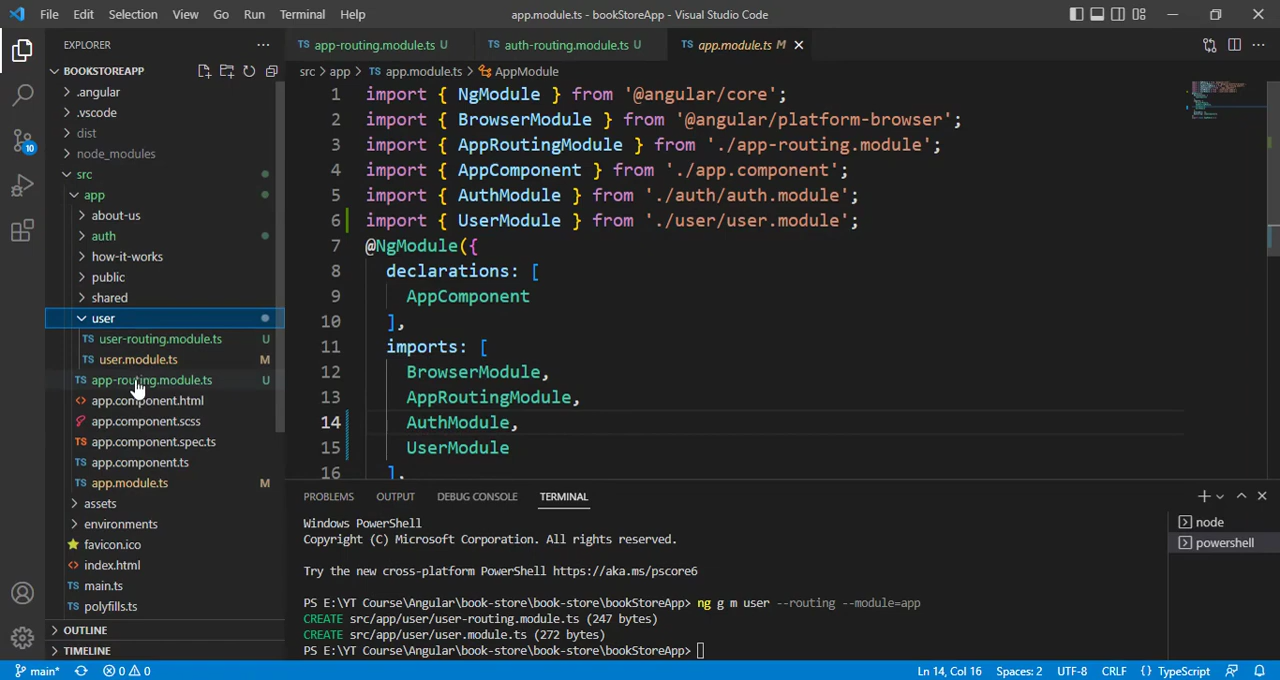 File Edit Selection View Go Run Terminal Help
app.module.ts - bookStoreApp - Visual Studio Code
EXPLORER
BOOKSTOREAPP
.angular
.vscode
dist
node_modules
src
app
about-us
auth
how-it-works
public
shared
user
user-routing.module.ts U
user.module.ts M
app-routing.module.ts U
app.component.html
app.component.scss
app.component.spec.ts
app.component.ts
app.module.ts M
assets
environments
favicon.ico
index.html
main.ts
polyfills.ts
OUTLINE
TIMELINE
10
app-routing.module.ts U auth-routing.module.ts U app.module.ts M
src > app > TS app.module.ts > AppModule
1 import { NgModule } from '@angular/core';
2 import { BrowserModule } from '@angular/platform-browser';
3 import { AppRoutingModule } from './app-routing.module';
4 import { AppComponent } from './app.component';
5 import { AuthModule } from './auth/auth.module';
6 import { UserModule } from './user/user.module';
7 @NgModule({
8 declarations: [
9 AppComponent
10 ],
11 imports: [
12 BrowserModule,
13 AppRoutingModule,
14 AuthModule,
15 UserModule
16 ],
PROBLEMS OUTPUT DEBUG CONSOLE TERMINAL
Windows PowerShell
Copyright (C) Microsoft Corporation. All rights reserved.
Try the new cross-platform PowerShell https://aka.ms/pscore6
PS E:\YT Course\Angular\book-store\book-store\bookStoreApp> ng g m user --routing --module=app
CREATE src/app/user/user-routing.module.ts (247 bytes)
CREATE src/app/user/user.module.ts (272 bytes)
PS E:\YT Course\Angular\book-store\book-store\bookStoreApp>
node
powershell
main* 0 0 Ln 14, Col 16 Spaces: 2 UTF-8 CRLF { } TypeScript